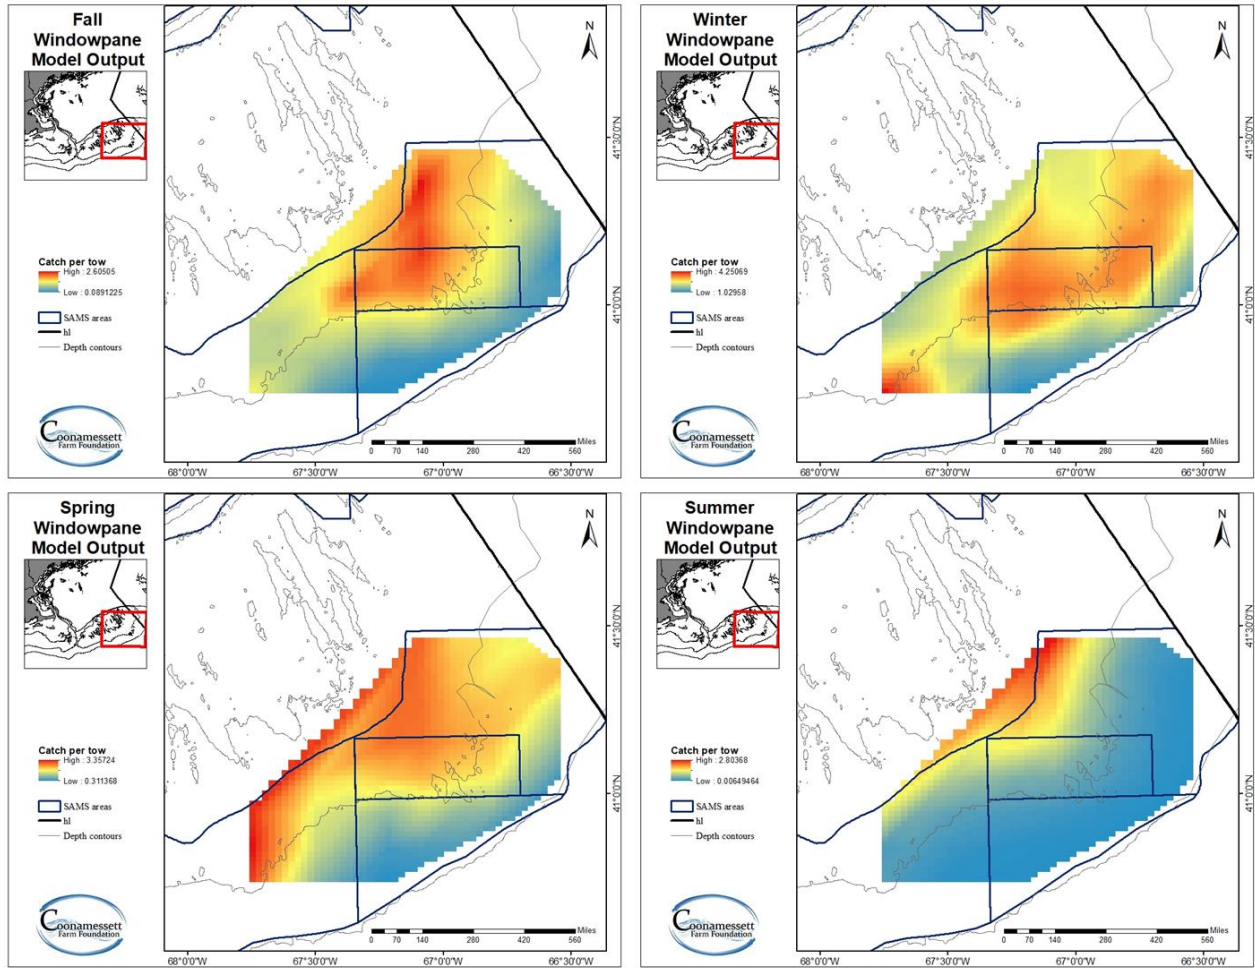 Fall
Windowpane
Model Output
N
Catch per tow
High : 2.60505
Low : 0.0891225
SAMS areas
hl
Depth contours
Coonamessett
Farm Foundation
0 70 140 280 420 560
Miles
68°0'0"W 67°30'0"W 67°0'0"W 66°30'0"W
41°30'0"N
41°0'0"N
Winter
Windowpane
Model Output
N
Catch per tow
High : 4.25069
Low : 1.02958
SAMS areas
hl
Depth contours
Coonamessett
Farm Foundation
0 70 140 280 420 560
Miles
68°0'0"W 67°30'0"W 67°0'0"W 66°30'0"W
41°30'0"N
41°0'0"N
Spring
Windowpane
Model Output
N
Catch per tow
High : 3.35724
Low : 0.311368
SAMS areas
hl
Depth contours
Coonamessett
Farm Foundation
0 70 140 280 420 560
Miles
68°0'0"W 67°30'0"W 67°0'0"W 66°30'0"W
41°30'0"N
41°0'0"N
Summer
Windowpane
Model Output
N
Catch per tow
High : 2.80368
Low : 0.00649464
SAMS areas
hl
Depth contours
Coonamessett
Farm Foundation
0 70 140 280 420 560
Miles
68°0'0"W 67°30'0"W 67°0'0"W 66°30'0"W
41°30'0"N
41°0'0"N